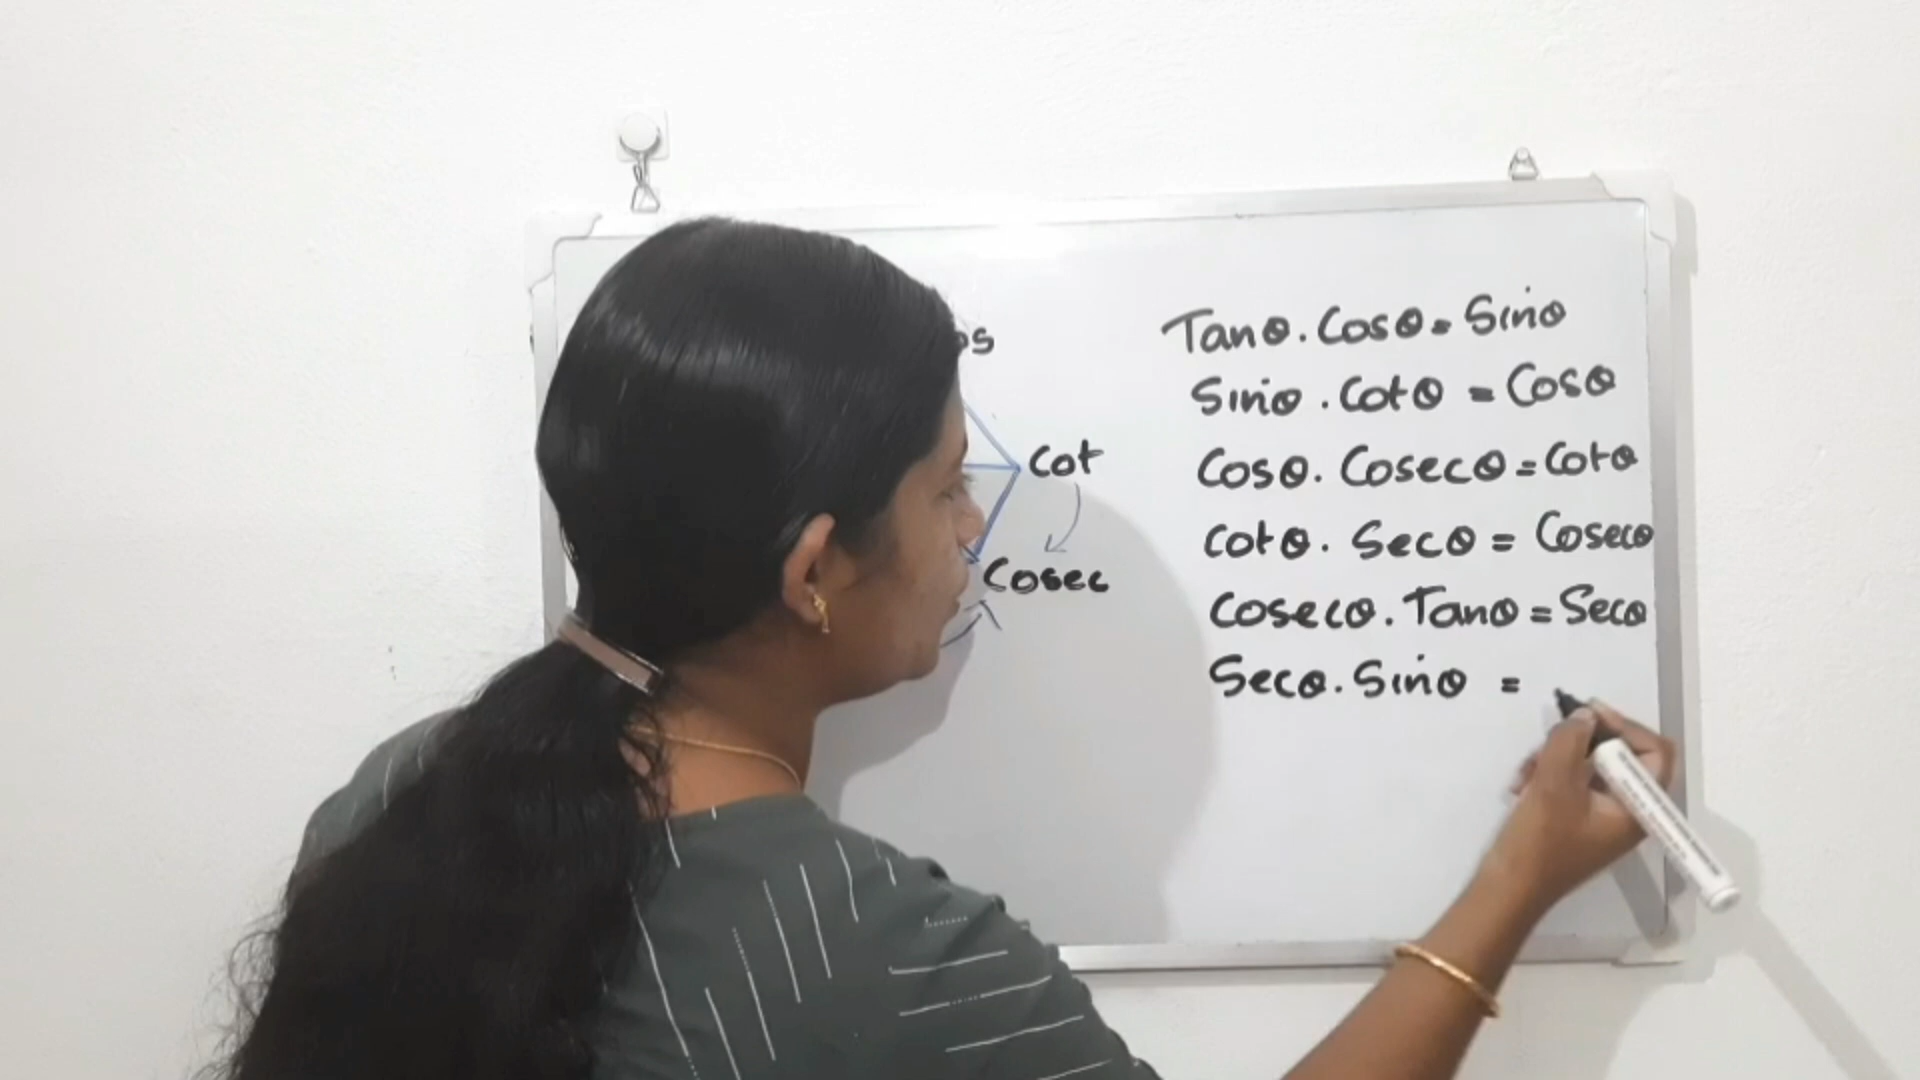 Tanθ. Cosθ = Sinθ
Sinθ . Cotθ = Cosθ
Cosθ. Cosecθ = Cotθ
Cotθ. Secθ = Cosecθ
Cosecθ. Tanθ = Secθ
Secθ. Sinθ =
Cot
Cosec